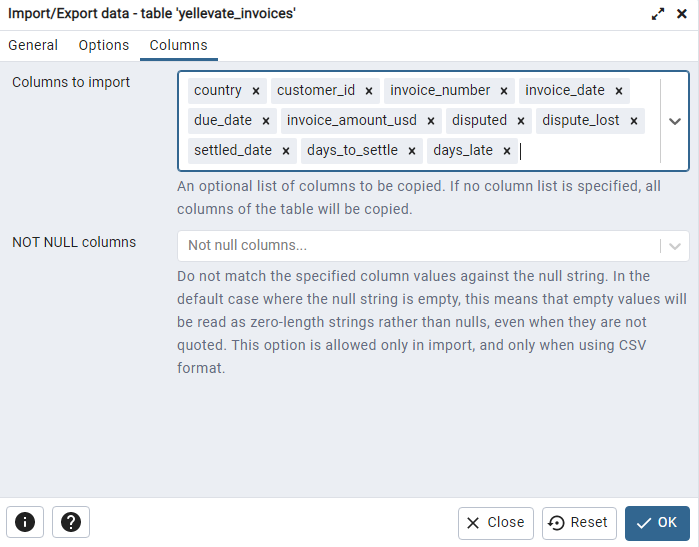 Import/Export data - table 'yellevate_invoices'
General Options Columns
Columns to import
country × customer_id × invoice_number × invoice_date ×
due_date × invoice_amount_usd × disputed × dispute_lost ×
settled_date × days_to_settle × days_late ×
An optional list of columns to be copied. If no column list is specified, all
columns of the table will be copied.
NOT NULL columns
Not null columns...
Do not match the specified column values against the null string. In the
default case where the null string is empty, this means that empty values will
be read as zero-length strings rather than nulls, even when they are not
quoted. This option is allowed only in import, and only when using CSV
format.
Close Reset OK